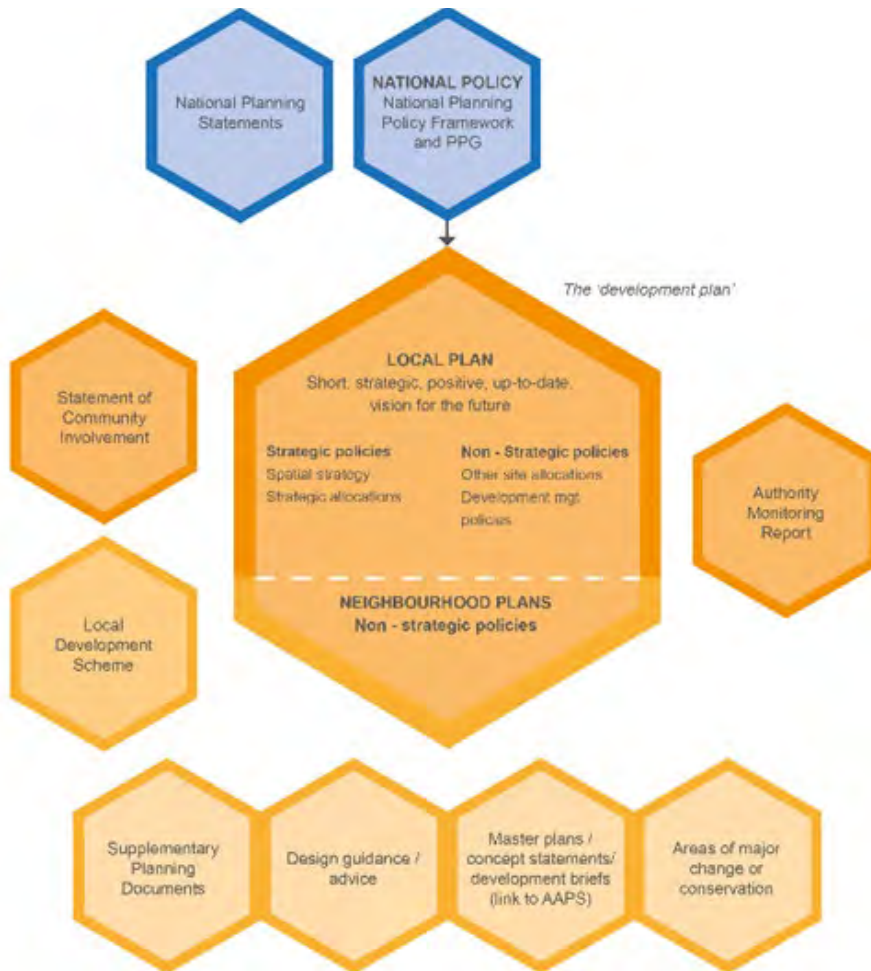 National Planning
Statements
NATIONAL POLICY
National Planning
Policy Framework
and PPG
The 'development plan'
LOCAL PLAN
Short, strategic, positive, up-to-date,
vision for the future
Strategic policies
Spatial strategy
Strategic allocations
Non - Strategic policies
Other site allocations
Development mgt
policies
NEIGHBOURHOOD PLANS
Non - strategic policies
Statement of
Community
Involvement
Authority
Monitoring
Report
Local
Development
Scheme
Supplementary
Planning
Documents
Design guidance /
advice
Master plans /
concept statements/
development briefs
(link to AAPS)
Areas of major
change or
conservation